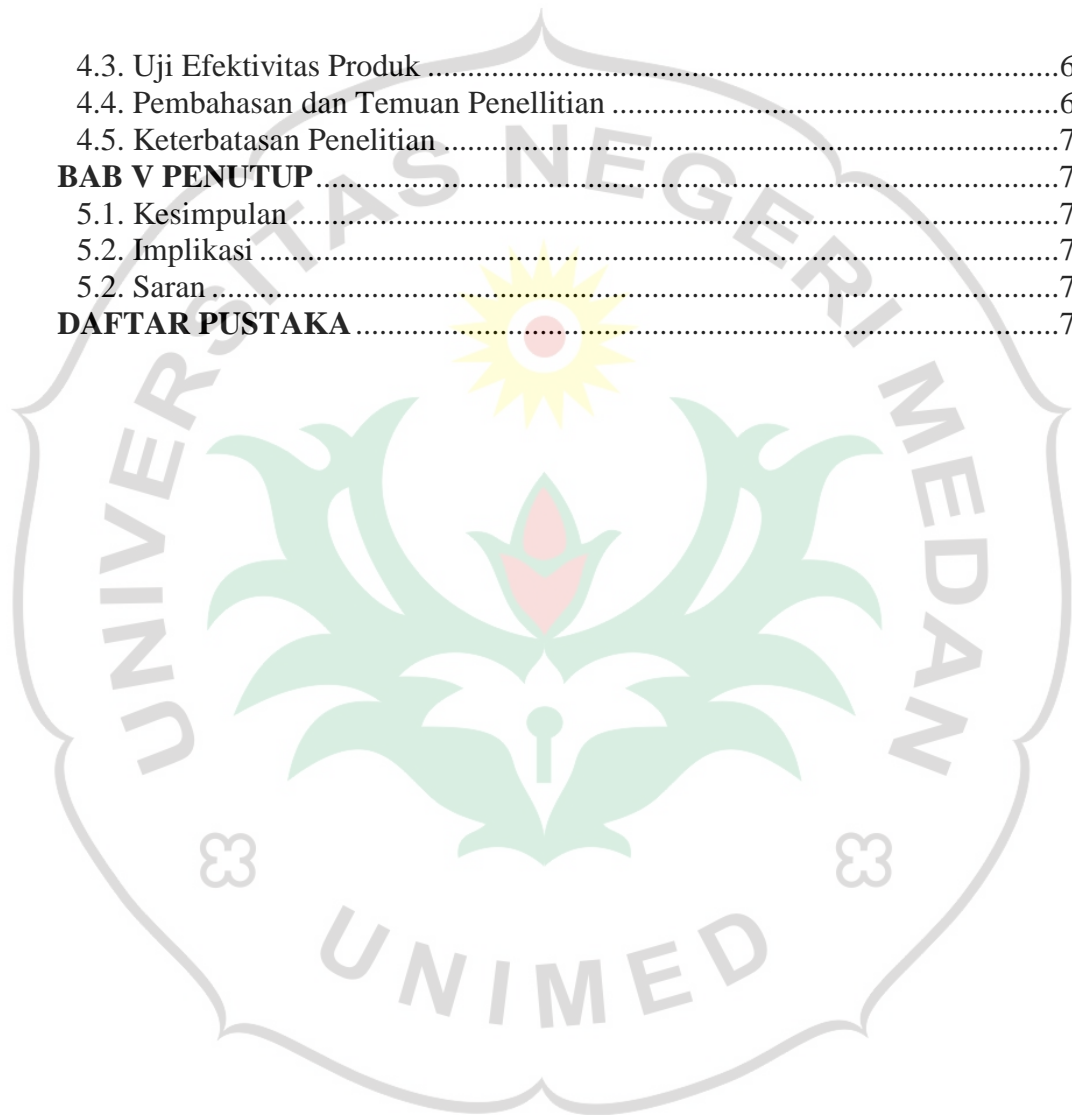 4.3. Uji Efektivitas Produk ........................................................................................6
4.4. Pembahasan dan Temuan Penellitian ................................................................6
4.5. Keterbatasan Penelitian ......................................................................................7
BAB V PENUTUP.......................................................................................................7
5.1. Kesimpulan..........................................................................................................7
5.2. Implikasi ..............................................................................................................7
5.2. Saran ....................................................................................................................7
DAFTAR PUSTAKA ..................................................................................................7
UNIVERSITAS NEGERI MEDAN
UNIMED